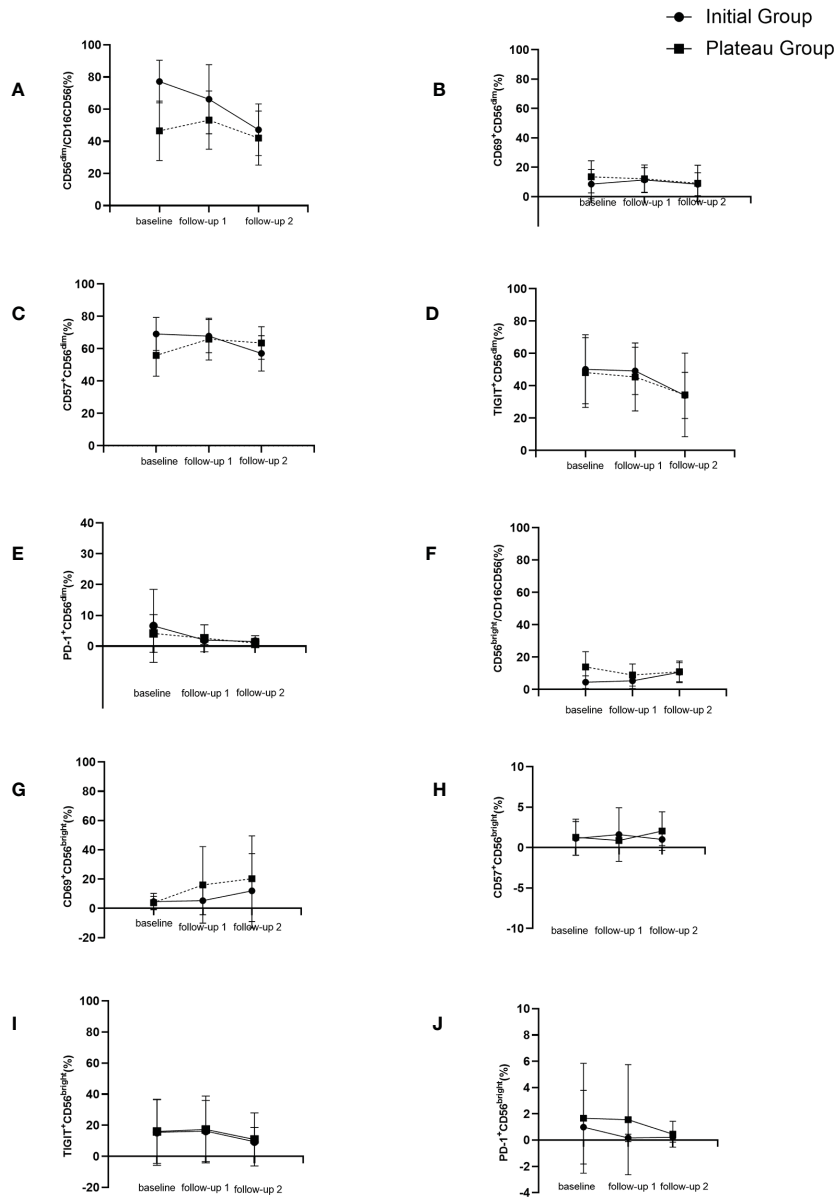 Initial Group
Plateau Group
A
CD56dim/CD16CD56(%)
100
80
60
40
20
0
baseline follow-up 1 follow-up 2
B
CD69+CD56dim(%)
100
80
60
40
20
0
baseline follow-up 1 follow-up 2
C
CD57+CD56dim(%)
100
80
60
40
20
0
baseline follow-up 1 follow-up 2
D
TIGIT+CD56dim(%)
100
80
60
40
20
0
baseline follow-up 1 follow-up 2
E
PD-1+CD56dim(%)
40
30
20
10
0
baseline follow-up 1 follow-up 2
F
CD56bright/CD16CD56(%)
100
80
60
40
20
0
baseline follow-up 1 follow-up 2
G
CD69+CD56bright(%)
100
80
60
40
20
0
-20
baseline follow-up 1 follow-up 2
H
CD57+CD56bright(%)
10
5
0
-5
-10
baseline follow-up 1 follow-up 2
I
TIGIT+CD56bright(%)
100
80
60
40
20
0
-20
baseline follow-up 1 follow-up 2
J
PD-1+CD56bright(%)
10
8
6
4
2
0
-2
-4
baseline follow-up 1 follow-up 2